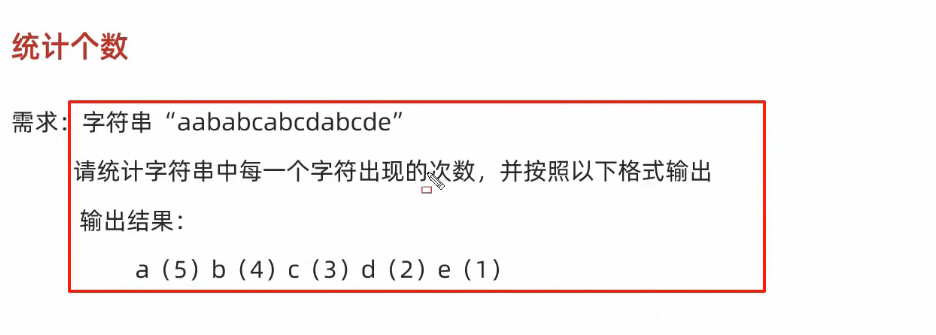 统计个数
需求：字符串“aababcabcdabcde”
请统计字符串中每一个字符出现的次数，并按照以下格式输出
输出结果：
a（5）b（4）c（3）d（2）e（1）